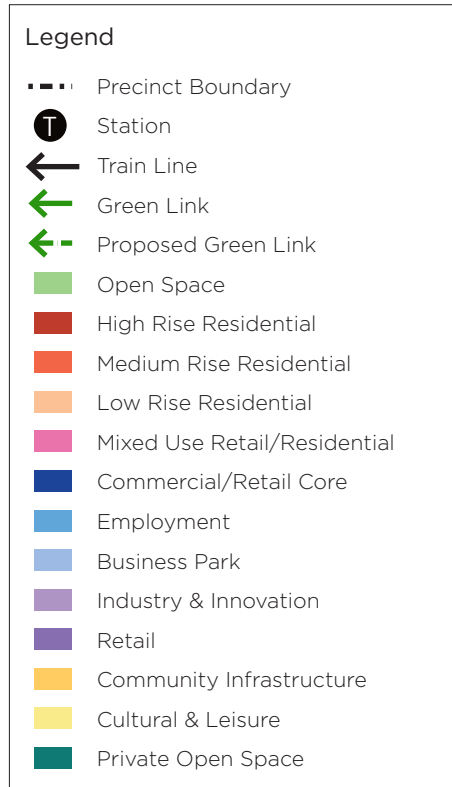 Legend
Precinct Boundary
T Station
Train Line
Green Link
Proposed Green Link
Open Space
High Rise Residential
Medium Rise Residential
Low Rise Residential
Mixed Use Retail/Residential
Commercial/Retail Core
Employment
Business Park
Industry & Innovation
Retail
Community Infrastructure
Cultural & Leisure
Private Open Space